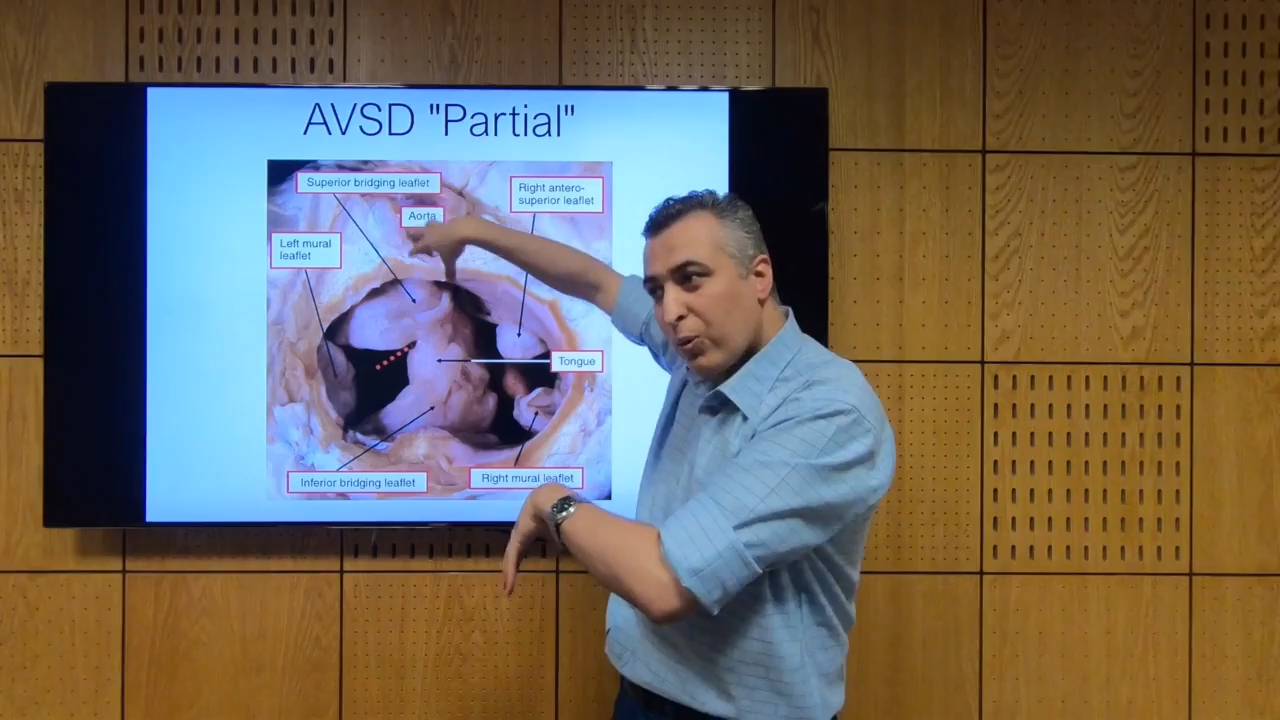 AVSD "Partial"
Superior bridging leaflet
Right antero-
superior leaflet
Aorta
Left mural
leaflet
Tongue
Inferior bridging leaflet
Right mural leaflet